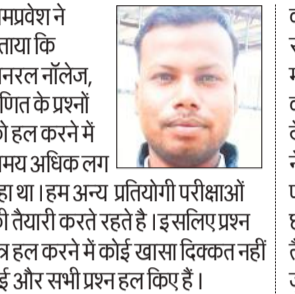 मप्रवेश ने
ताया कि
नरल नॉलेज,
णित के प्रश्नों
हल करने में
मय अधिक लग
हा था। हम अन्य प्रतियोगी परीक्षाओं
की तैयारी करते रहते है। इसलिए प्रश्न
त्र हल करने में कोई खासा दिक्कत नहीं
ई और सभी प्रश्न हल किए हैं।